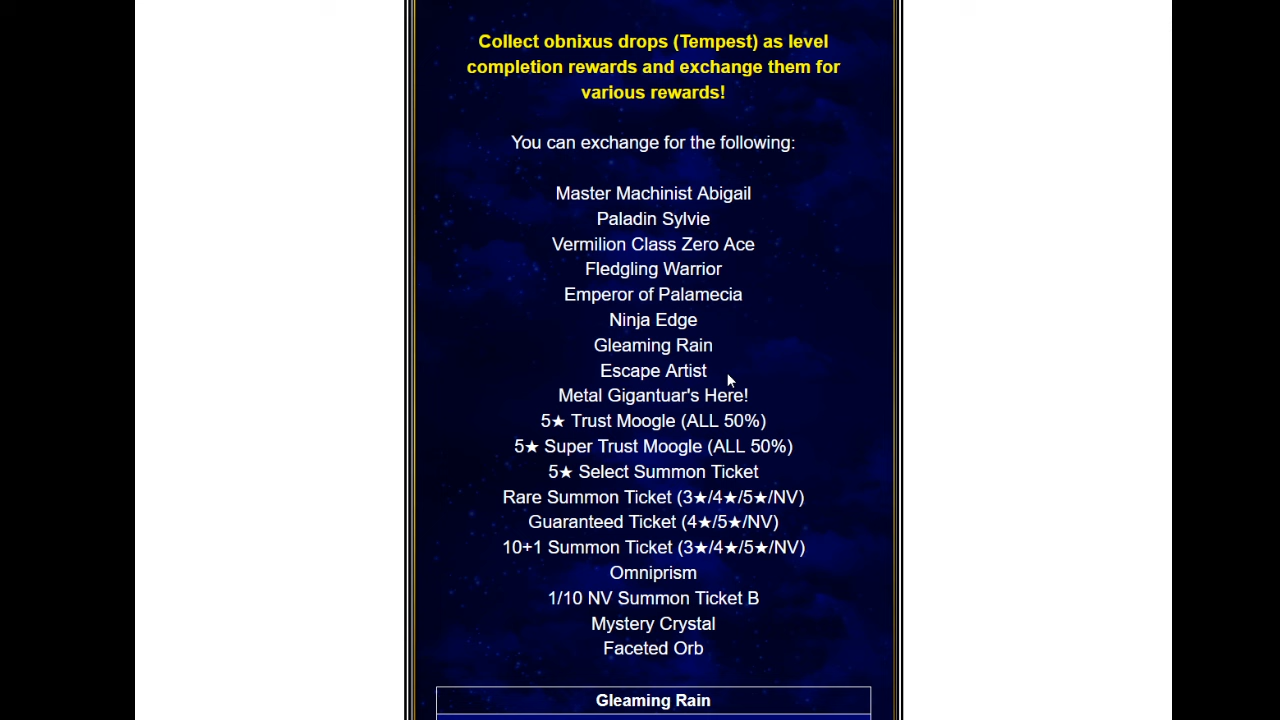 Collect obnixus drops (Tempest) as level
completion rewards and exchange them for
various rewards!
You can exchange for the following:
Master Machinist Abigail
Paladin Sylvie
Vermilion Class Zero Ace
Fledgling Warrior
Emperor of Palamecia
Ninja Edge
Gleaming Rain
Escape Artist
Metal Gigantuar's Here!
5★ Trust Moogle (ALL 50%)
5★ Super Trust Moogle (ALL 50%)
5★ Select Summon Ticket
Rare Summon Ticket (3★/4★/5★/NV)
Guaranteed Ticket (4★/5★/NV)
10+1 Summon Ticket (3★/4★/5★/NV)
Omniprism
1/10 NV Summon Ticket B
Mystery Crystal
Faceted Orb
Gleaming Rain